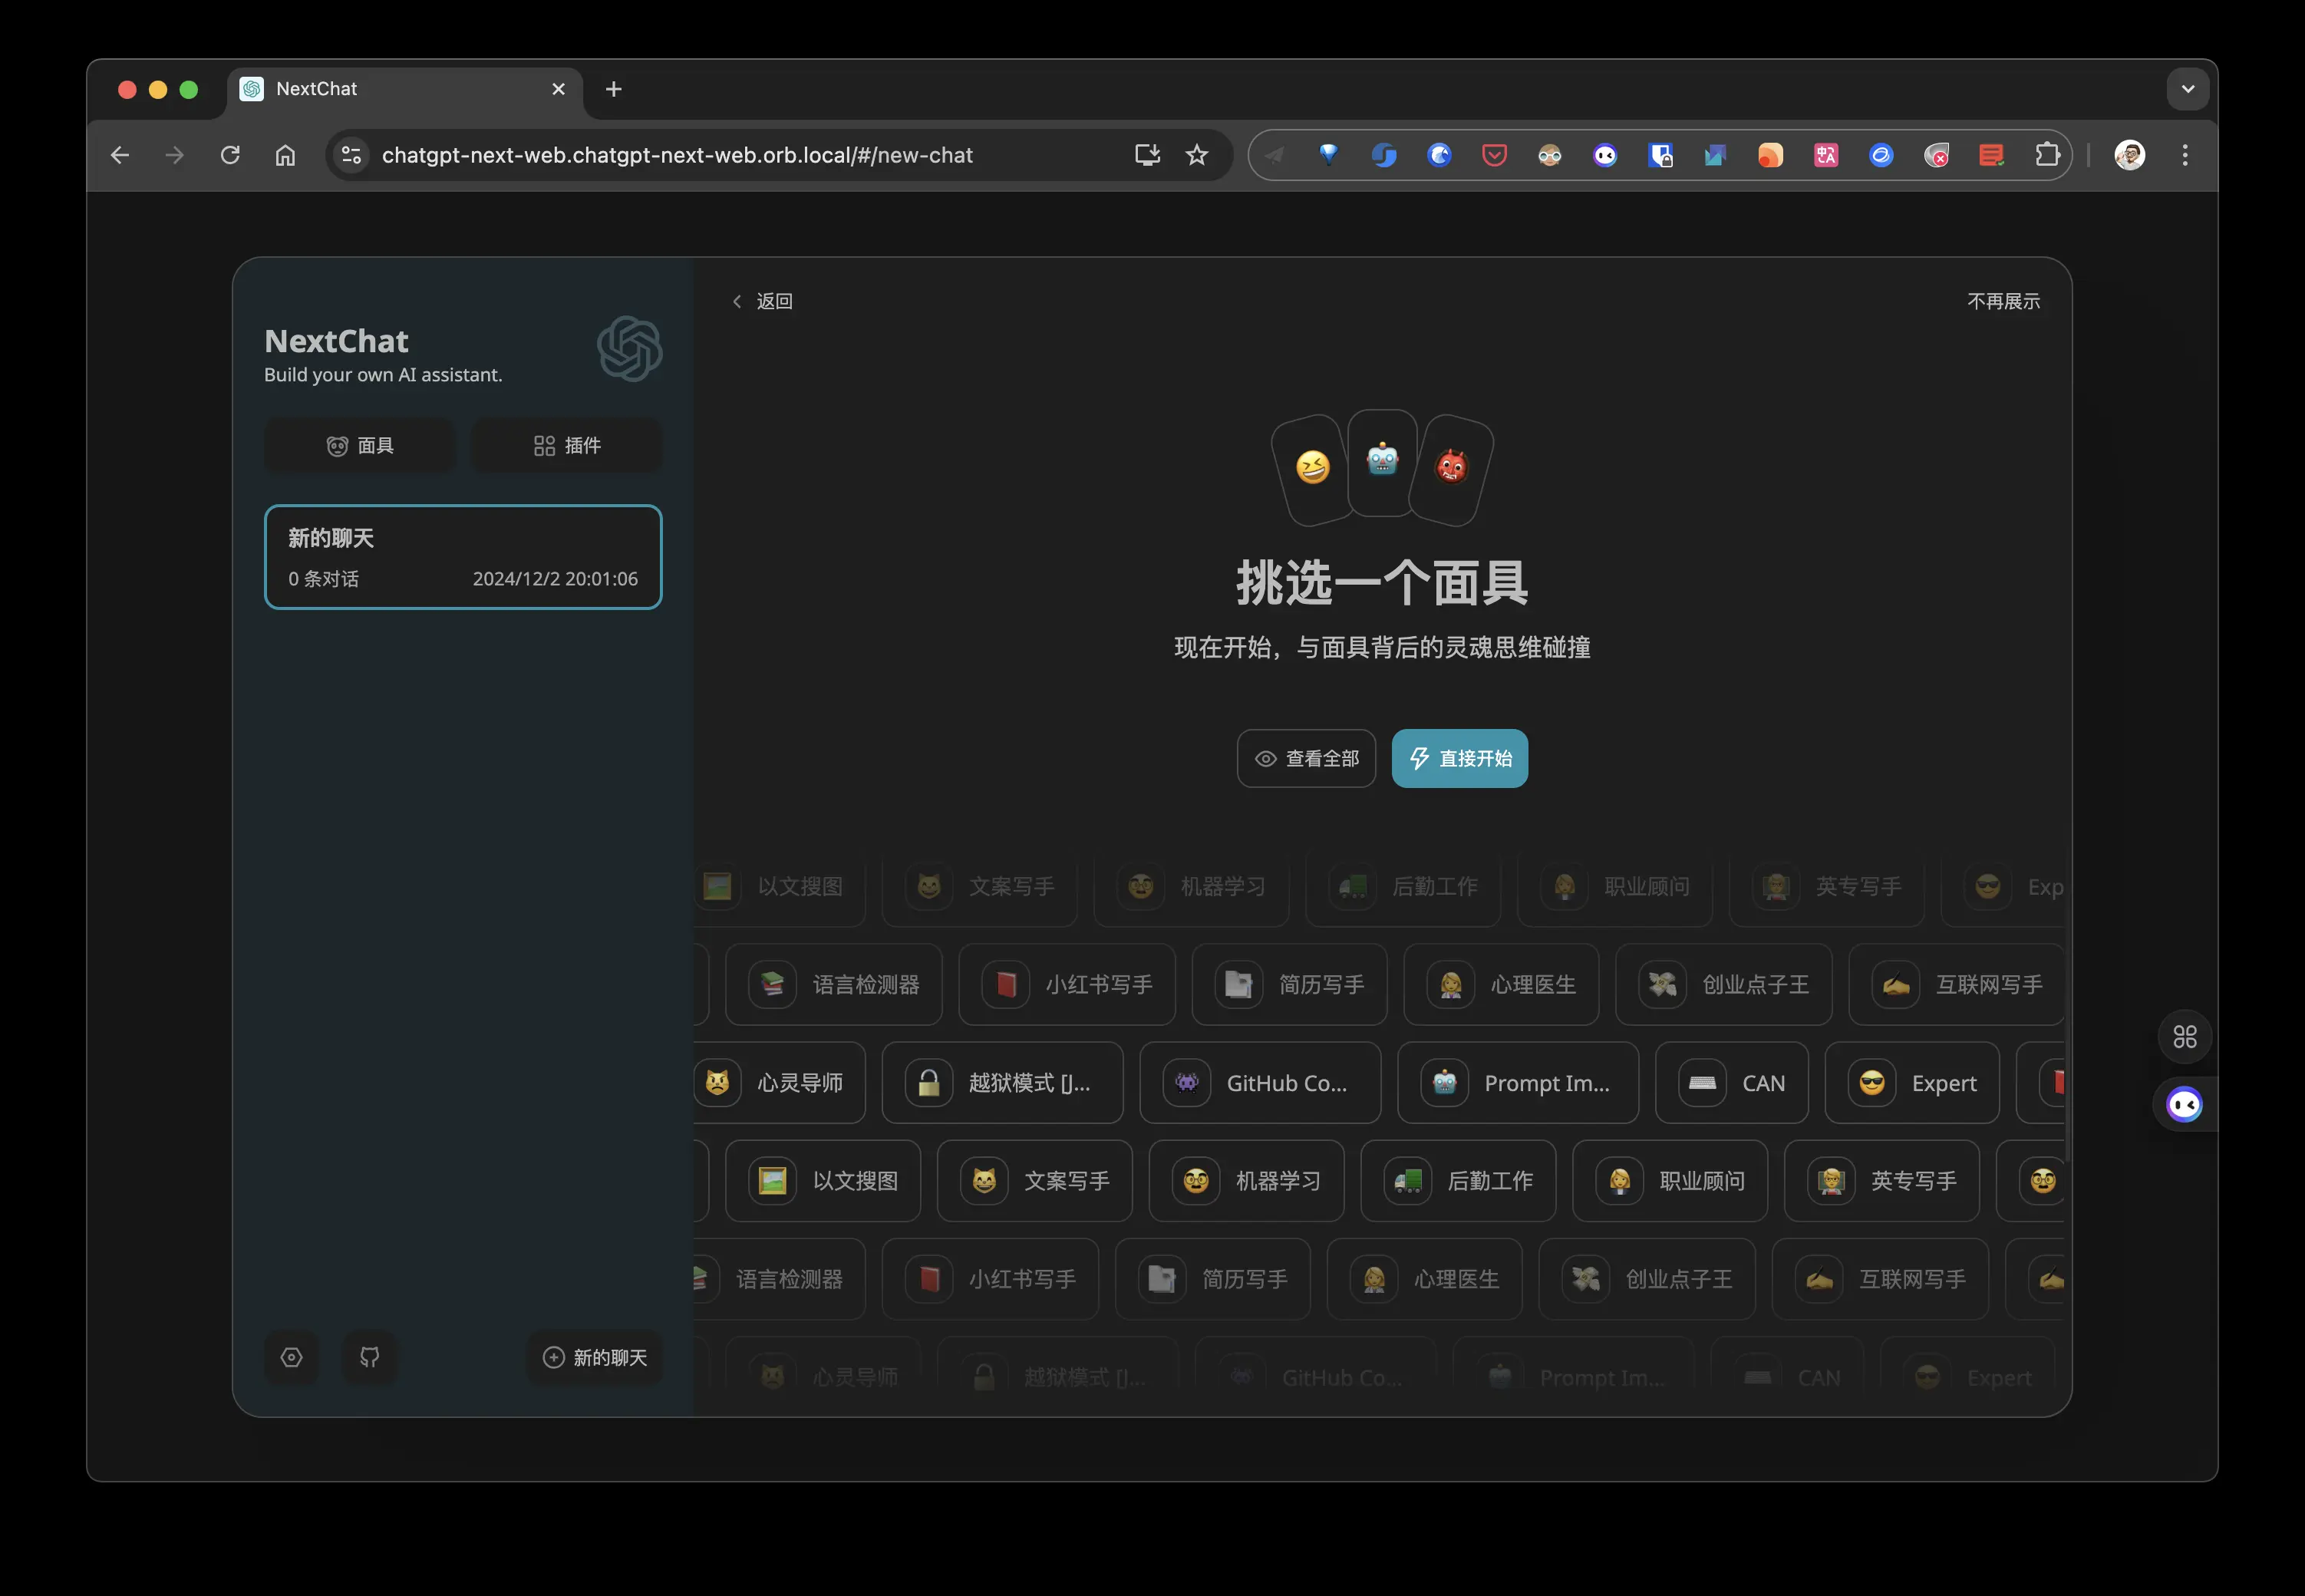 NextChat
chatgpt-next-web.chatgpt-next-web.orb.local/#/new-chat
NextChat
Build your own AI assistant.
面具
插件
新的聊天
0 条对话
2024/12/2 20:01:06
新的聊天
返回
不再展示
挑选一个面具
现在开始，与面具背后的灵魂思维碰撞
查看全部
直接开始
以文搜图 文案写手 机器学习 后勤工作 职业顾问 英专写手 Exp
语言检测器 小红书写手 简历写手 心理医生 创业点子王 互联网写手
心灵导师 越狱模式 [J... GitHub Co... Prompt Im... CAN Expert
以文搜图 文案写手 机器学习 后勤工作 职业顾问 英专写手
语言检测器 小红书写手 简历写手 心理医生 创业点子王 互联网写手
心灵导师 越狱模式 [J... GitHub Co... Prompt Im... CAN Expert